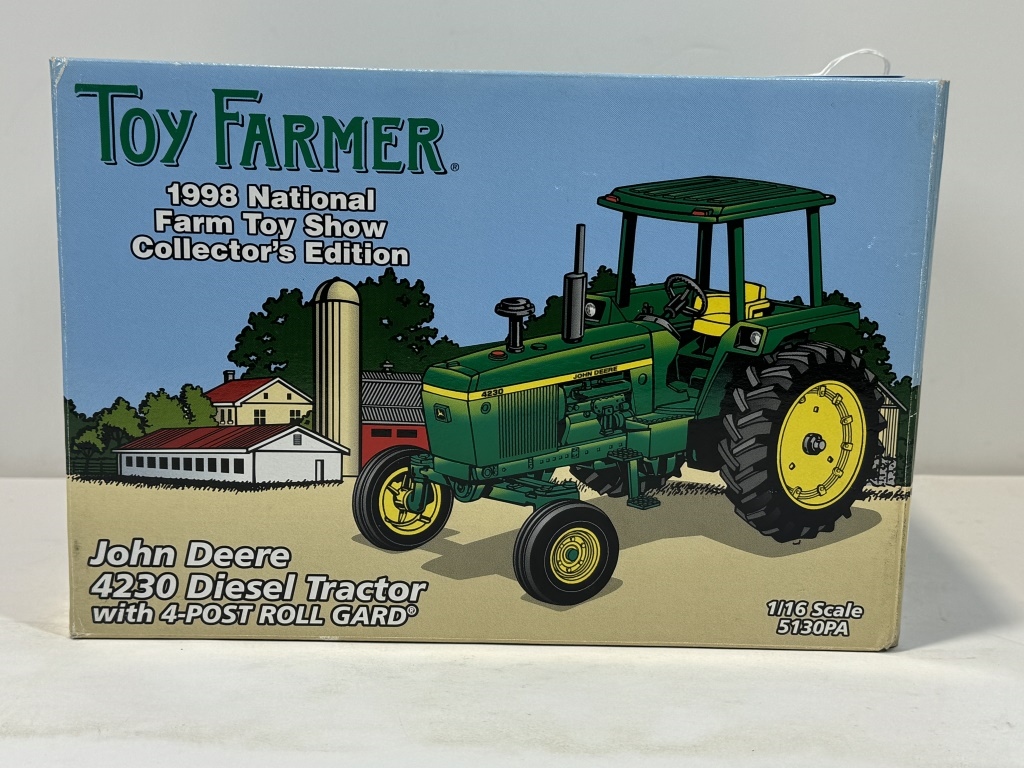 TOY FARMER®
1998 National
Farm Toy Show
Collector's Edition
4230
JOHN DEERE
John Deere
4230 Diesel Tractor
with 4-POST ROLL GARD®
1/16 Scale
5130PA